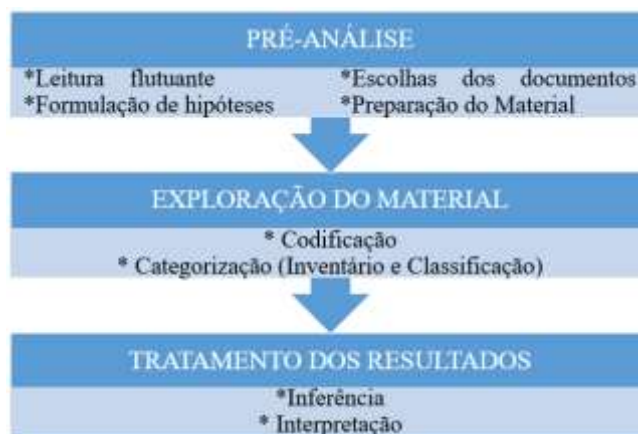 PRÉ-ANÁLISE
*Leitura flutuante *Escolhas dos documentos
*Formulação de hipóteses *Preparação do Material
EXPLORAÇÃO DO MATERIAL
* Codificação
* Categorização (Inventário e Classificação)
TRATAMENTO DOS RESULTADOS
*Inferência
* Interpretação